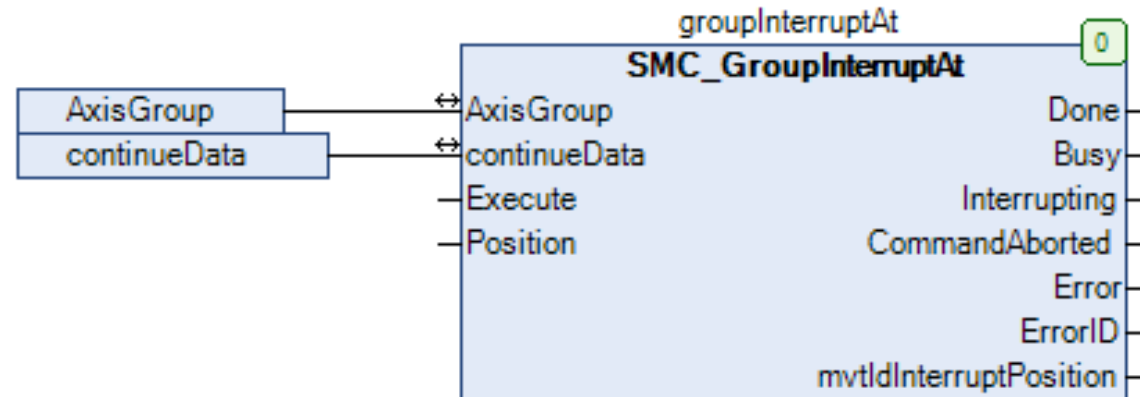 groupInterruptAt
0
SMC_GroupInterruptAt
AxisGroup AxisGroup Done
continueData continueData Busy
Execute Interrupting
Position CommandAborted
Error
ErrorID
mvtIdInterruptPosition